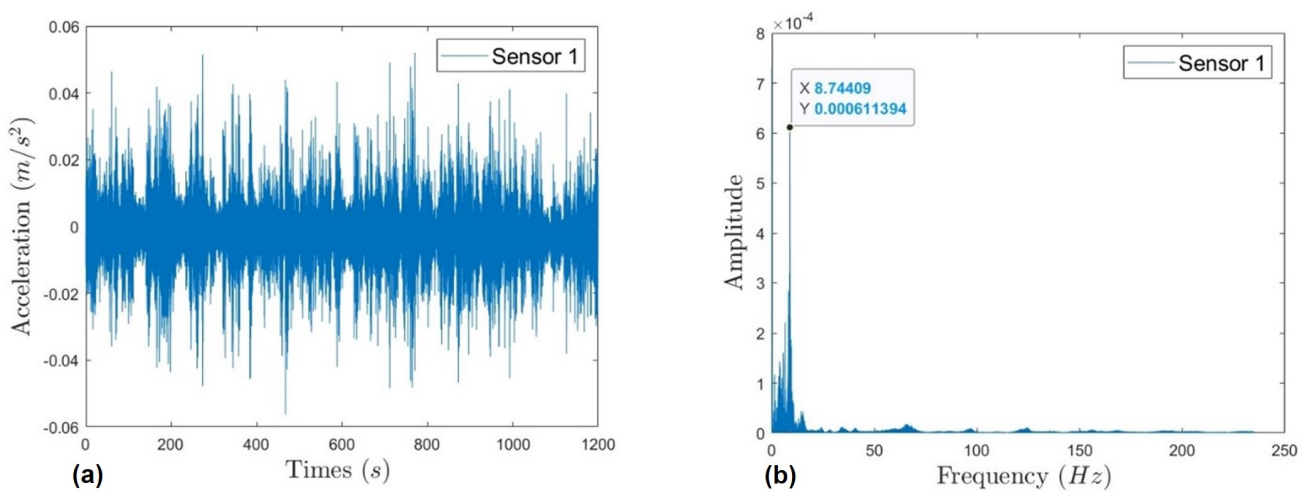 0.06
0.04
0.02
0
-0.02
-0.04
-0.06
Acceleration (m/s²)
Sensor 1
0 200 400 600 800 1000 1200
Times (s)
(a)
×10⁻⁴
8
7
6
5
4
3
2
1
0
Amplitude
Sensor 1
X 8.74409
Y 0.000611394
0 50 100 150 200 250
Frequency (Hz)
(b)